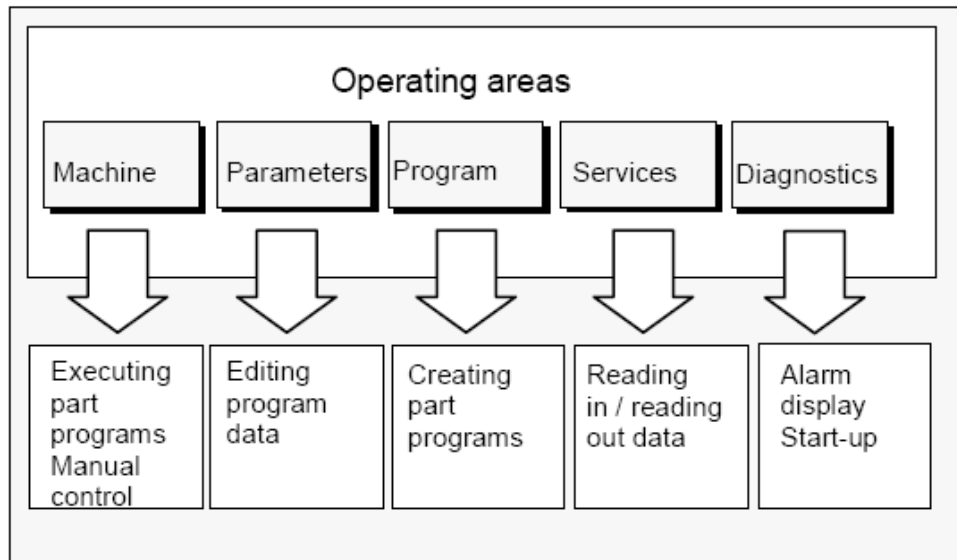 Operating areas
Machine
Parameters
Program
Services
Diagnostics
Executing
part
programs
Manual
control
Editing
program
data
Creating
part
programs
Reading
in / reading
out data
Alarm
display
Start-up